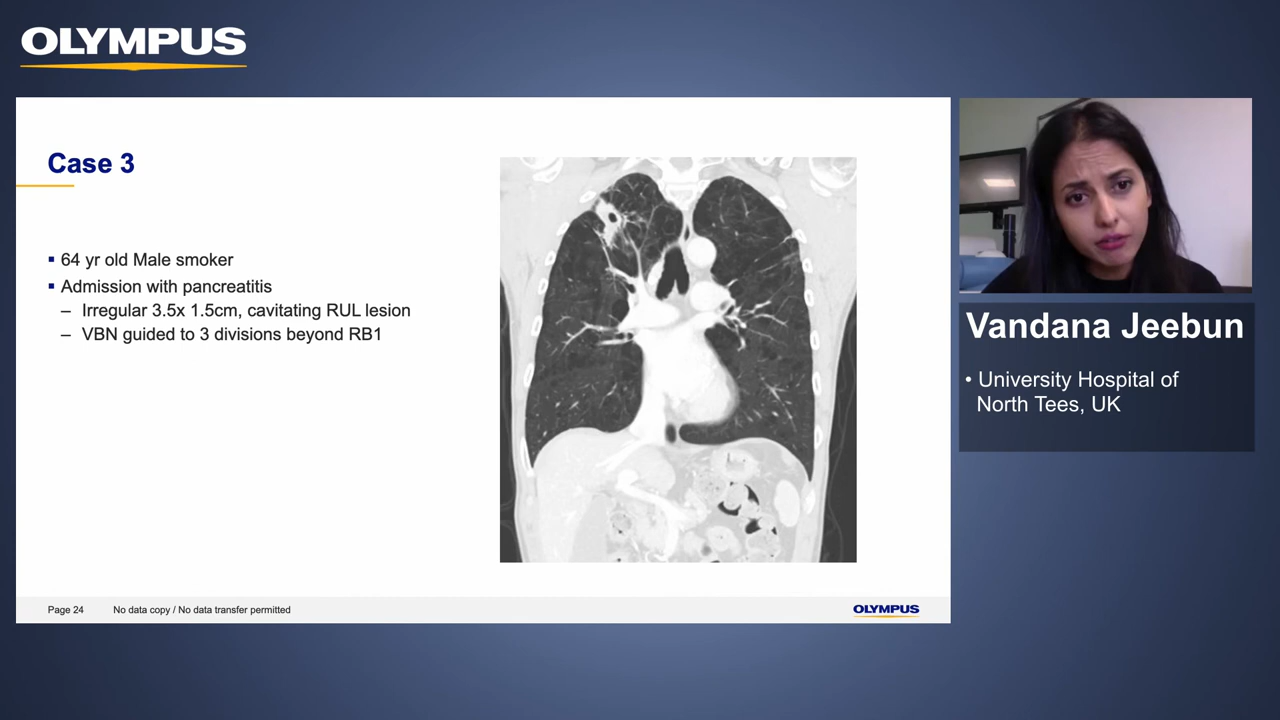 OLYMPUS
Case 3
▪ 64 yr old Male smoker
▪ Admission with pancreatitis
– Irregular 3.5x 1.5cm, cavitating RUL lesion
– VBN guided to 3 divisions beyond RB1
Page 24 No data copy / No data transfer permitted
OLYMPUS
Vandana Jeebun
• University Hospital of
North Tees, UK